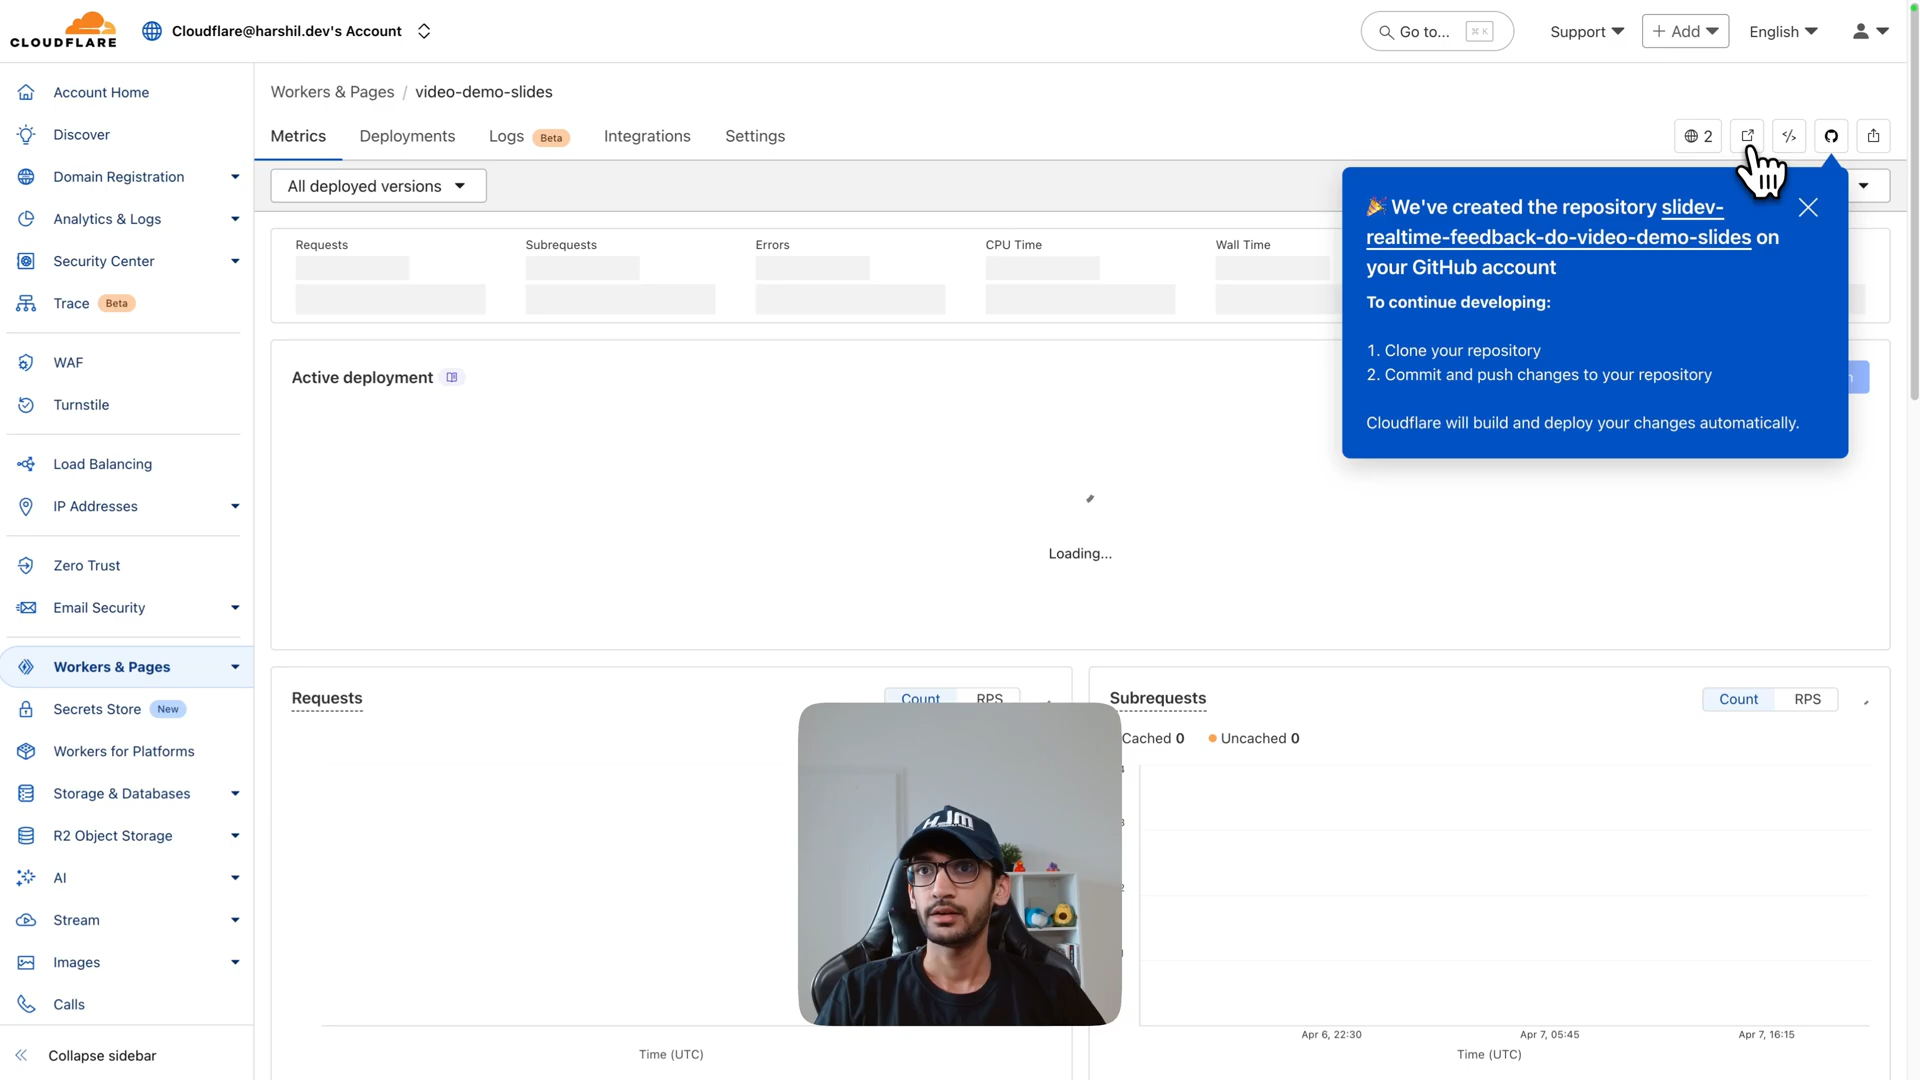 CLOUDFLARE
Cloudflare@harshil.dev's Account
Go to...
⌘ K
Support
+ Add
English
Account Home
Discover
Domain Registration
Analytics & Logs
Security Center
Trace Beta
WAF
Turnstile
Load Balancing
IP Addresses
Zero Trust
Email Security
Workers & Pages
Secrets Store New
Workers for Platforms
Storage & Databases
R2 Object Storage
AI
Stream
Images
Calls
Collapse sidebar
Workers & Pages / video-demo-slides
Metrics
Deployments
Logs Beta
Integrations
Settings
2
All deployed versions
🎉 We've created the repository slidev-
realtime-feedback-do-video-demo-slides on
your GitHub account
To continue developing:
1. Clone your repository
2. Commit and push changes to your repository
Cloudflare will build and deploy your changes automatically.
Requests
Subrequests
Errors
CPU Time
Wall Time
Active deployment
Loading...
Requests
Count
RPS
Time (UTC)
HJM
Subrequests
Count
RPS
Cached 0
Uncached 0
4
3
2
Apr 6, 22:30
Apr 7, 05:45
Apr 7, 16:15
Time (UTC)